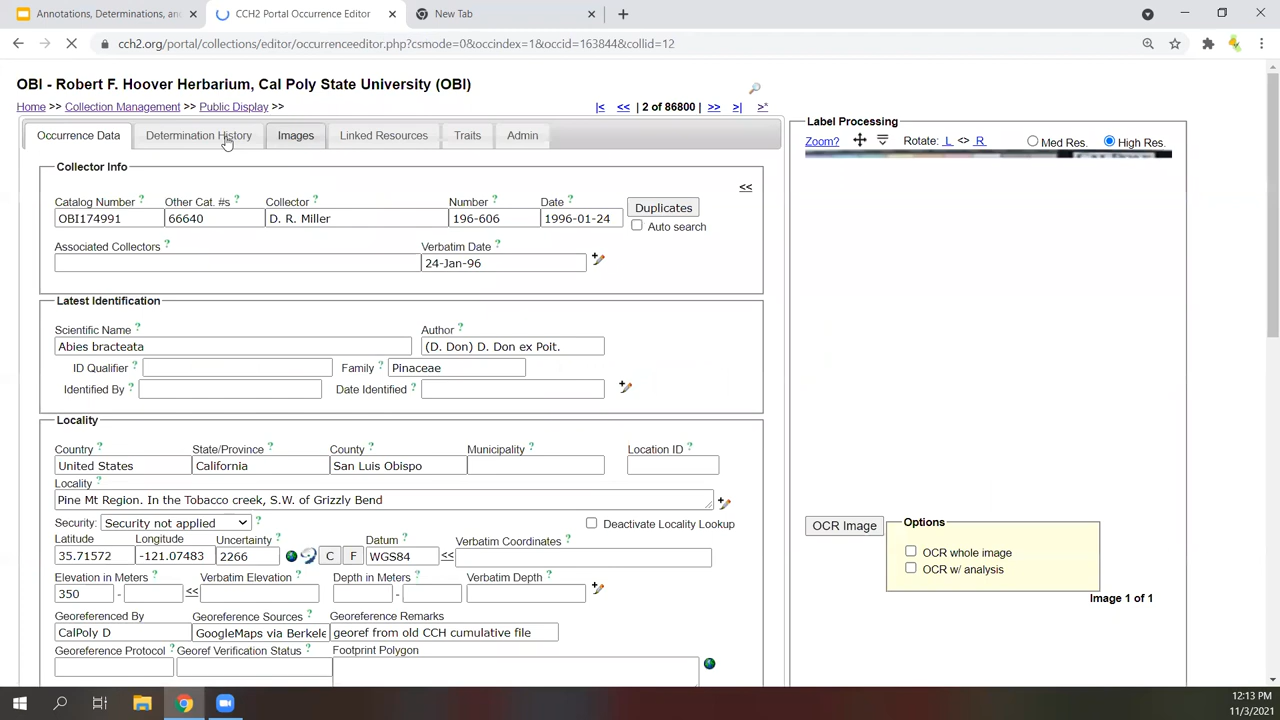 Annotations, Determinations, an
CCH2 Portal Occurrence Editor
New Tab
cch2.org/portal/collections/editor/occurrenceeditor.php?csmode=0&occindex=1&occid=163844&collid=12
OBI - Robert F. Hoover Herbarium, Cal Poly State University (OBI)
Home >> Collection Management >> Public Display >>
|< << | 2 of 86800 | >> >| >*
Occurrence Data Determination History Images Linked Resources Traits Admin
Label Processing
Zoom? Rotate: L <> R Med Res. High Res.
Collector Info
<<
Catalog Number ? Other Cat. #s ? Collector ? Number ? Date ?
OBI174991 66640 D. R. Miller 196-606 1996-01-24 Duplicates
Auto search
Associated Collectors ? Verbatim Date ?
24-Jan-96
Latest Identification
Scientific Name ? Author ?
Abies bracteata (D. Don) D. Don ex Poit.
ID Qualifier ? Family ? Pinaceae
Identified By ? Date Identified ?
Locality
Country ? State/Province ? County ? Municipality ? Location ID ?
United States California San Luis Obispo
Locality ?
Pine Mt Region. In the Tobacco creek, S.W. of Grizzly Bend
Security: Security not applied ? Deactivate Locality Lookup
Latitude Longitude Uncertainty ? Datum ? Verbatim Coordinates ?
35.71572 -121.07483 2266 C F WGS84 <<
Elevation in Meters ? Verbatim Elevation ? Depth in Meters ? Verbatim Depth ?
350 - << -
Georeferenced By ? Georeference Sources ? Georeference Remarks
CalPoly D GoogleMaps via Berkele georef from old CCH cumulative file
Georeference Protocol ? Georef Verification Status ? Footprint Polygon
OCR Image
Options
OCR whole image
OCR w/ analysis
Image 1 of 1
12:13 PM
11/3/2021